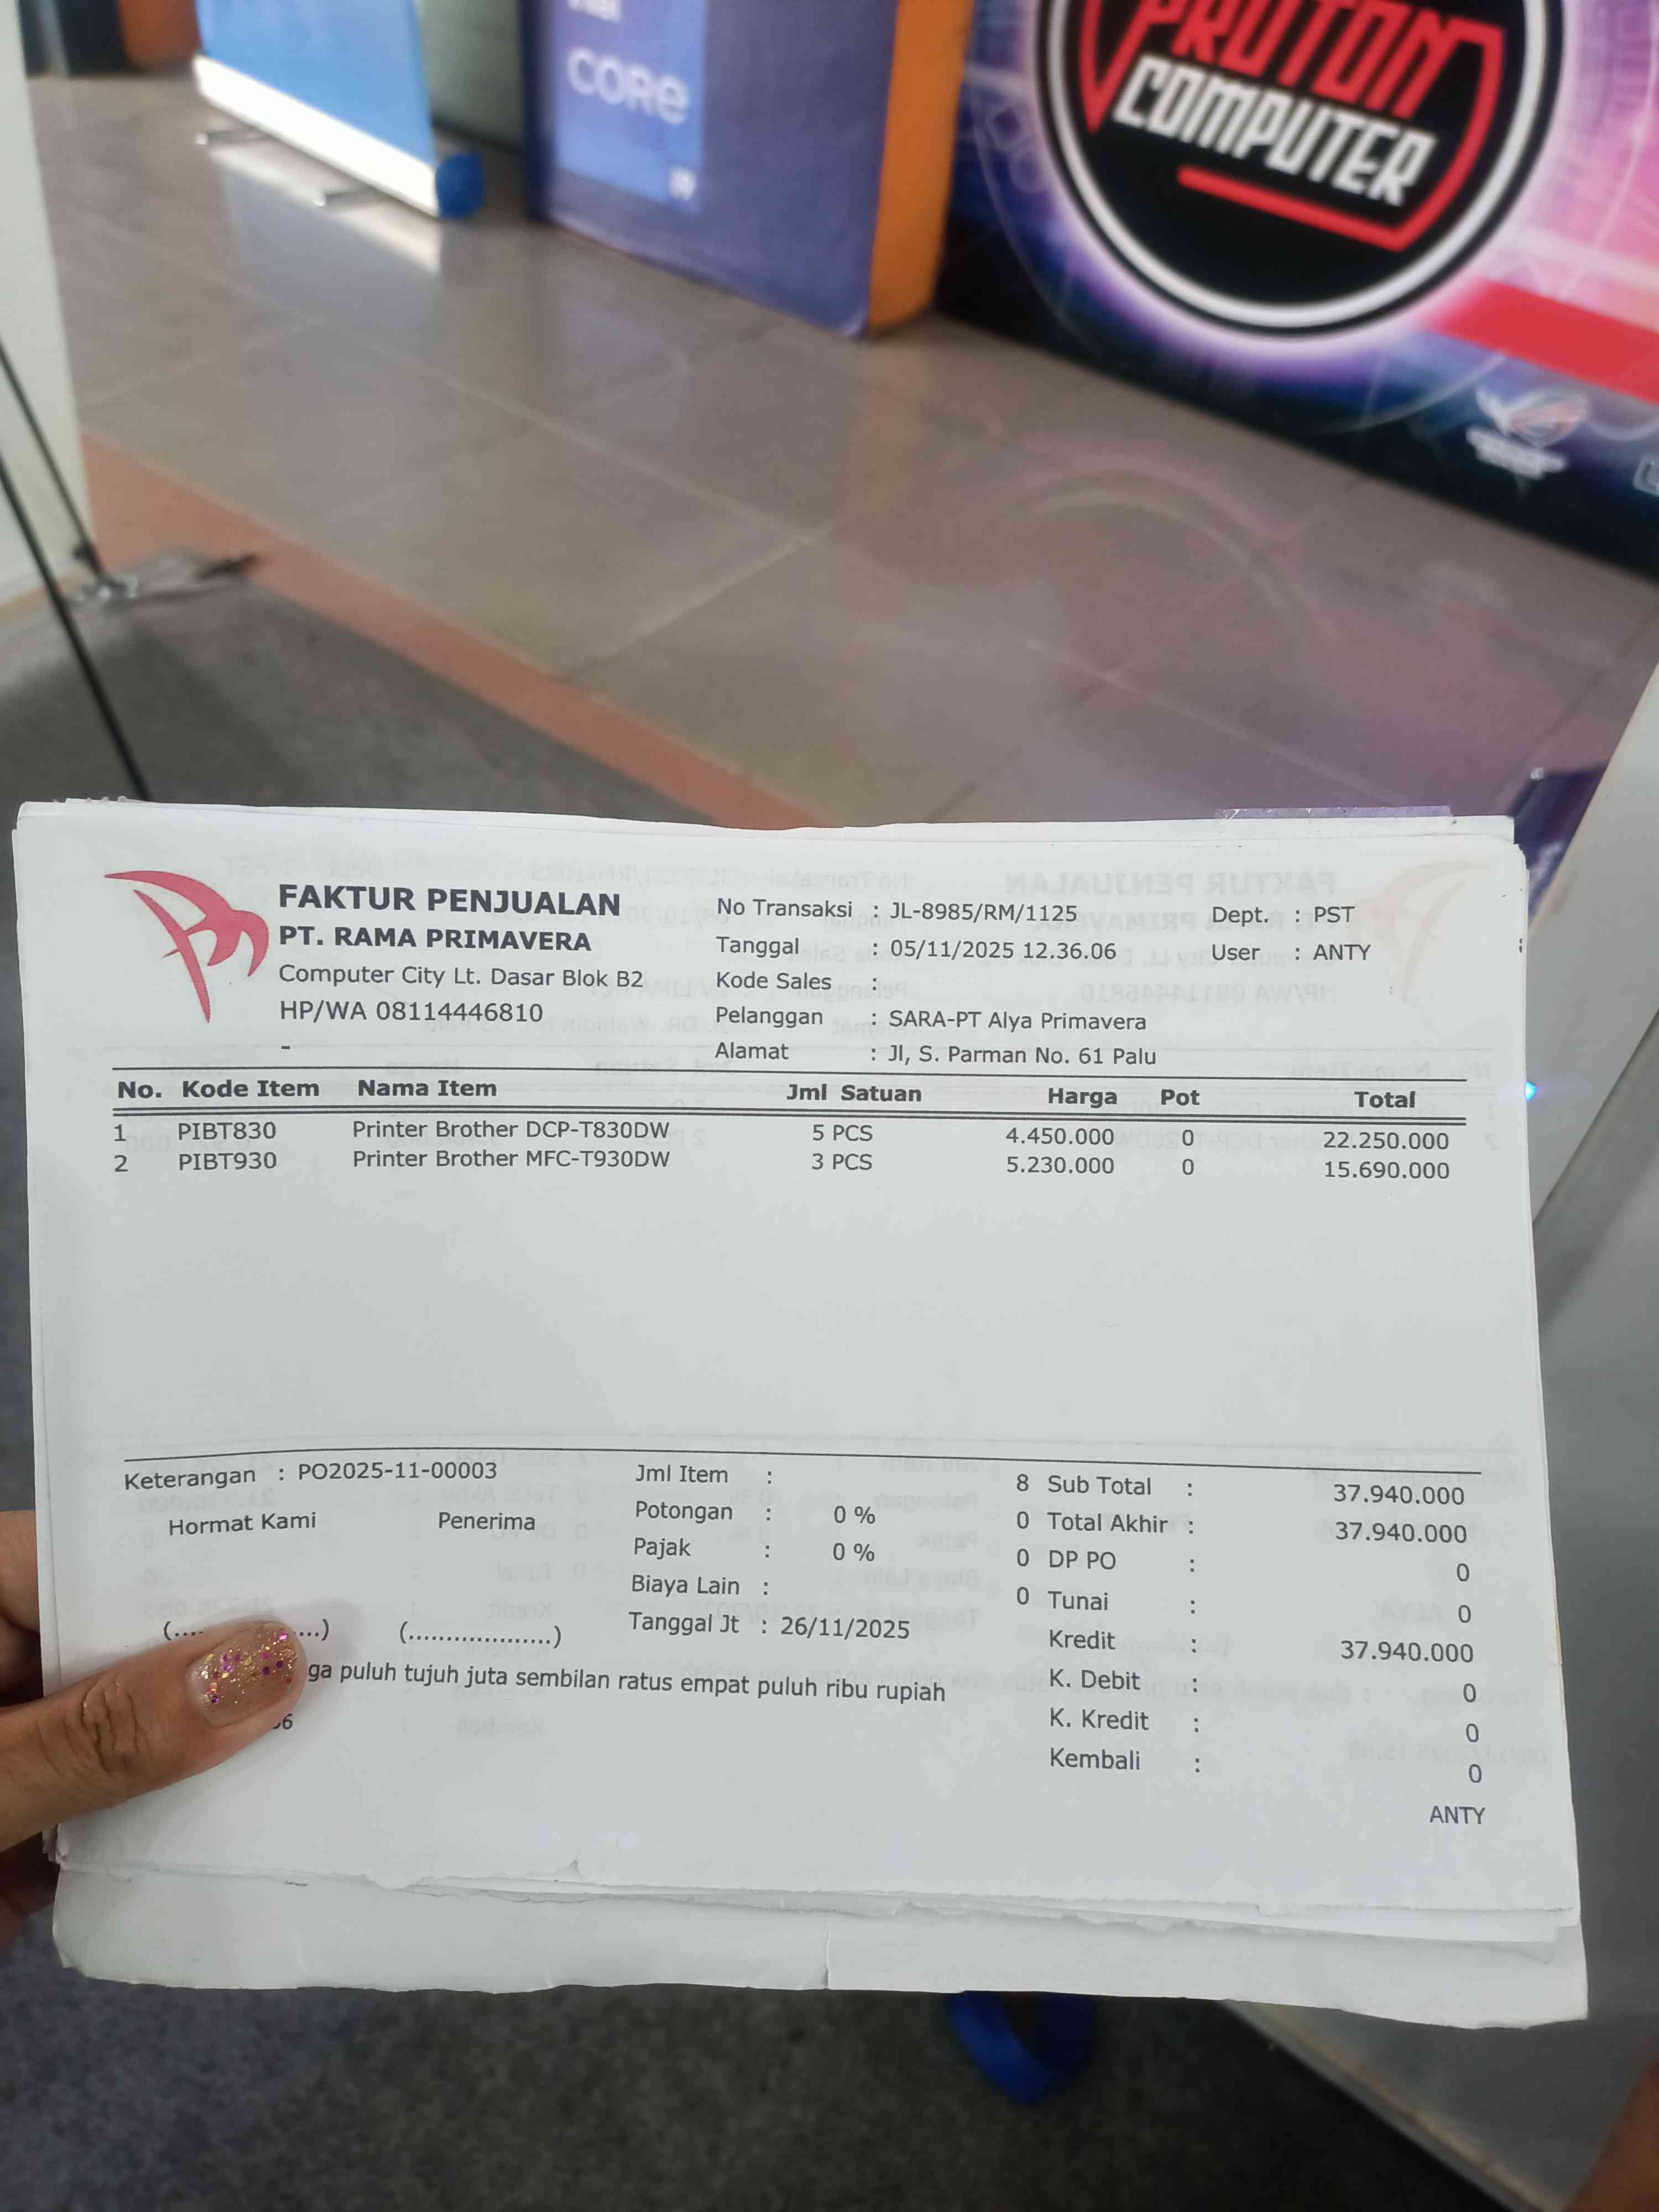 CORE
PROTON
COMPUTER
FAKTUR PENJUALAN
PT. RAMA PRIMAVERA
Computer City Lt. Dasar Blok B2
HP/WA 08114446810
-
No Transaksi : JL-8985/RM/1125
Tanggal : 05/11/2025 12.36.06
Kode Sales :
Pelanggan : SARA-PT Alya Primavera
Alamat : Jl, S. Parman No. 61 Palu
Dept. : PST
User : ANTY
No. Kode Item Nama Item Jml Satuan Harga Pot Total
1 PIBT830 Printer Brother DCP-T830DW 5 PCS 4.450.000 0 22.250.000
2 PIBT930 Printer Brother MFC-T930DW 3 PCS 5.230.000 0 15.690.000
Keterangan : PO2025-11-00003
Hormat Kami Penerima
(.... ...) (...................)
ga puluh tujuh juta sembilan ratus empat puluh ribu rupiah
Jml Item : 8
Potongan : 0 % 0
Pajak : 0 % 0
Biaya Lain : 0
Tanggal Jt : 26/11/2025
Sub Total : 37.940.000
Total Akhir : 37.940.000
DP PO : 0
Tunai : 0
Kredit : 37.940.000
K. Debit : 0
K. Kredit : 0
Kembali : 0
ANTY